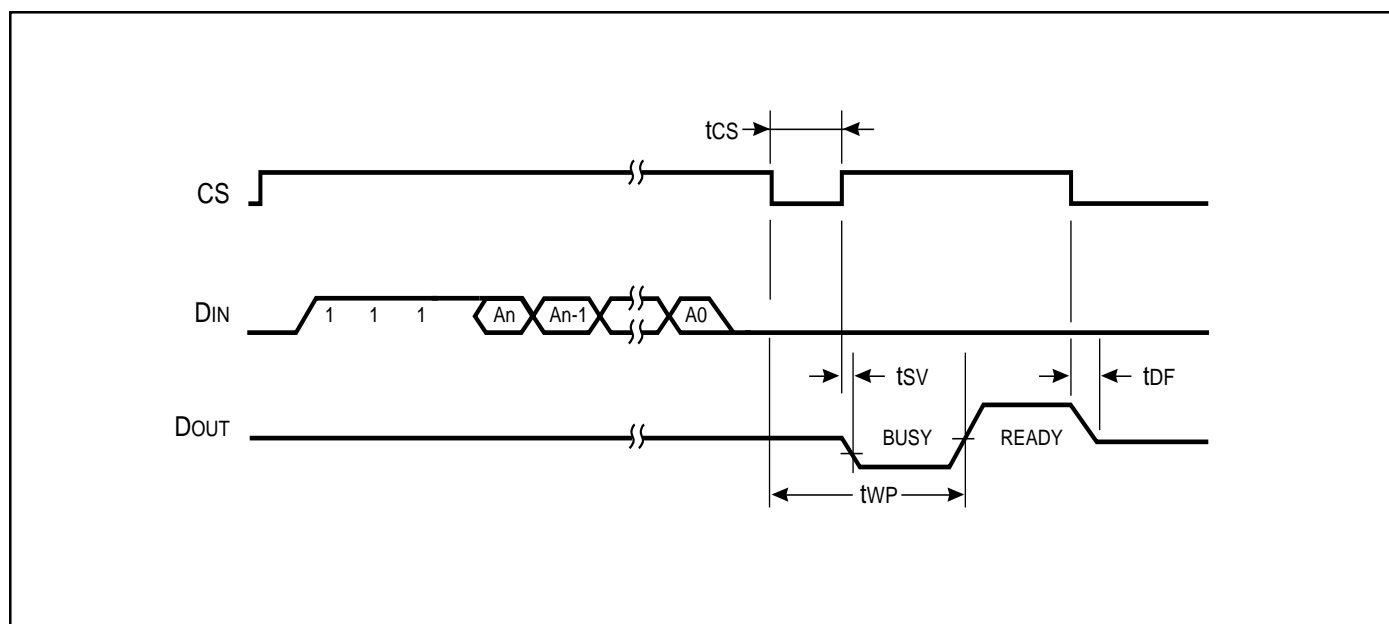 tCS
CS
DIN 1 1 1 An An-1 A0
tSV tDF
DOUT BUSY READY
tWP